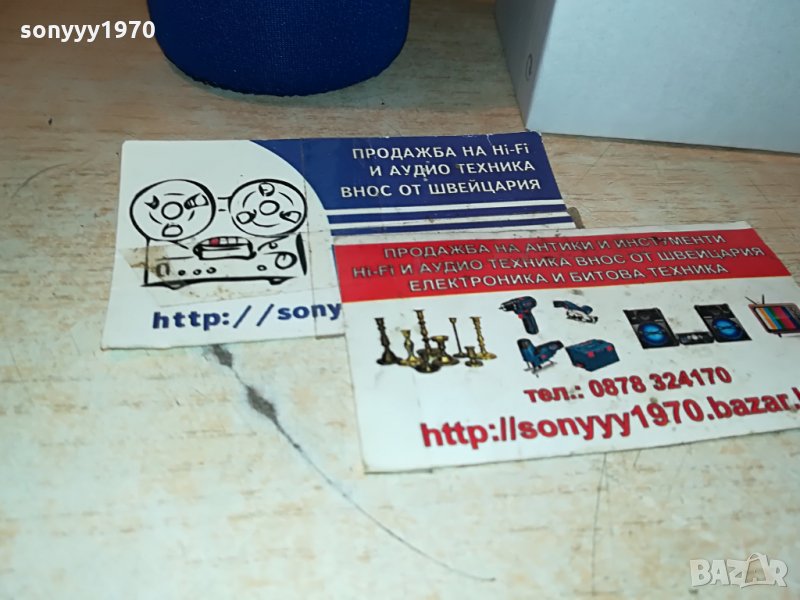 sonyyy1970
ПРОДАЖБА НА Hi-Fi
И АУДИО ТЕХНИКА
ВНОС ОТ ШВЕЙЦАРИЯ
http://sony
ПРОДАЖБА НА АНТИКИ И ИНСТУМЕНТИ
Hi-Fi И АУДИО ТЕХНИКА ВНОС ОТ ШВЕЙЦАРИЯ
ЕЛЕКТРОНИКА И БИТОВА ТЕХНИКА
тел.: 0878 324170
http://sonyyy1970.bazar.
BAZAR